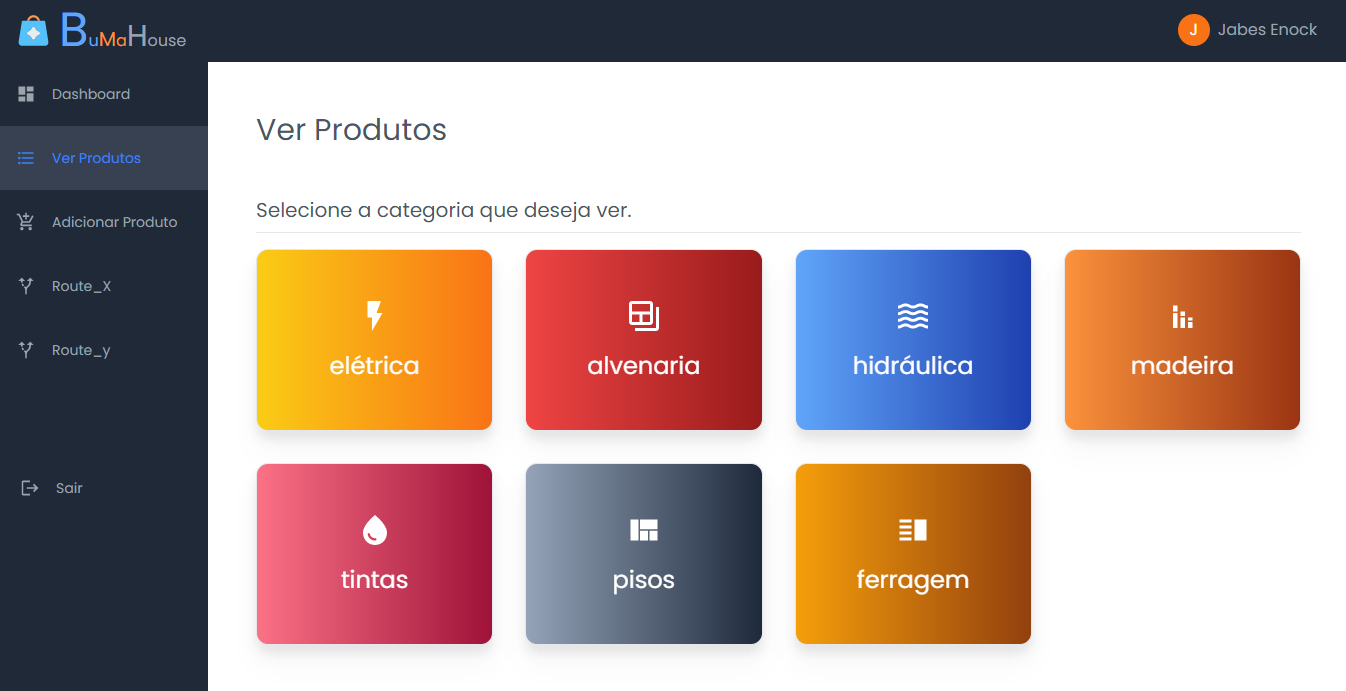 BuMaHouse
J Jabes Enock
Dashboard
Ver Produtos
Adicionar Produto
Route_X
Route_y
Sair
Ver Produtos
Selecione a categoria que deseja ver.
elétrica
alvenaria
hidráulica
madeira
tintas
pisos
ferragem